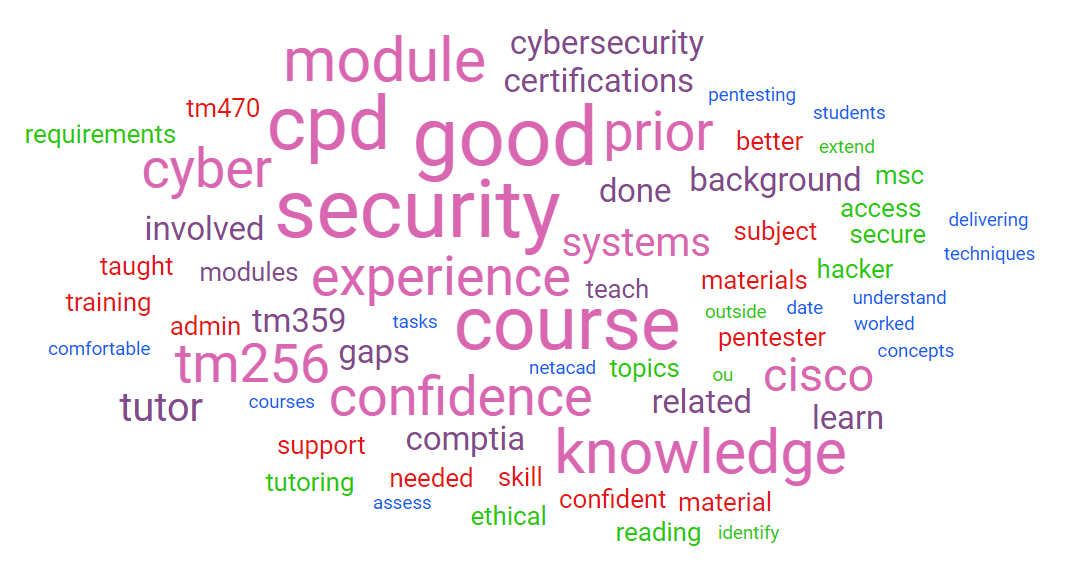 module
cybersecurity
certifications
pentesting
students
tm470
cpd
good
prior
better
extend
requirements
cyber
security
done
background
msc
access
delivering
involved
systems
subject
secure
techniques
taught
modules
experience
teach
materials
hacker
training
admin
tm359
tasks
course
outside
date
understand
worked
pentester
concepts
comfortable
tm256
gaps
netacad
topics
ou
cisco
tutor
courses
confidence
related
learn
support
comptia
knowledge
tutoring
needed
skill
assess
ethical
confident
material
reading
identify